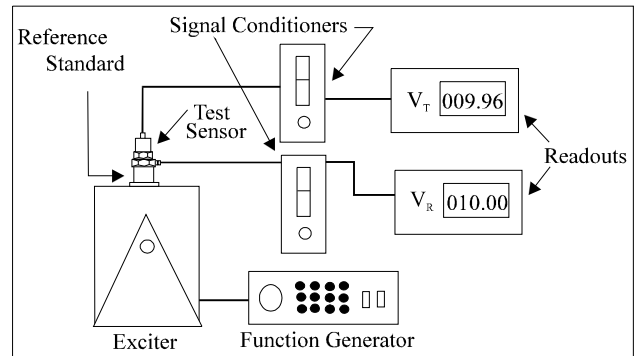 Signal Conditioners
Reference
Standard
Test
Sensor
V_T 009.96
Readouts
V_R 010.00
Exciter
Function Generator